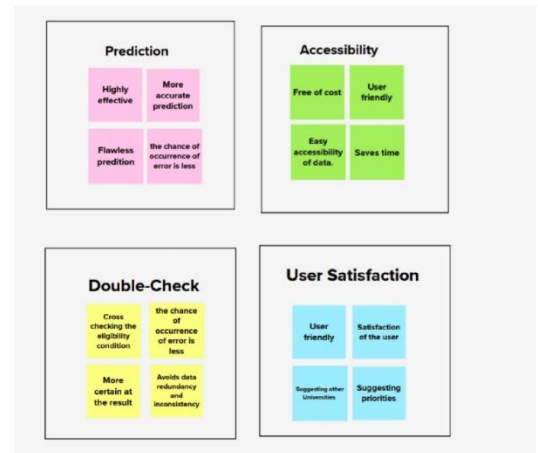 Prediction
Highly
effective
More
accurate
prediction
Flawless
predition
the chance of
occurrence of
error is less
Accessibility
Free of cost
User
friendly
Easy
accessibility
of data.
Saves time
Double-Check
Cross
checking the
eligibility
condition
the chance
of
occurrence
of error is
less
More
certain at
the result
Avoids data
redundancy
and
inconsistency
User Satisfaction
User
friendly
Satisfaction
of the user
Suggesting other
Universities
Suggesting
priorities